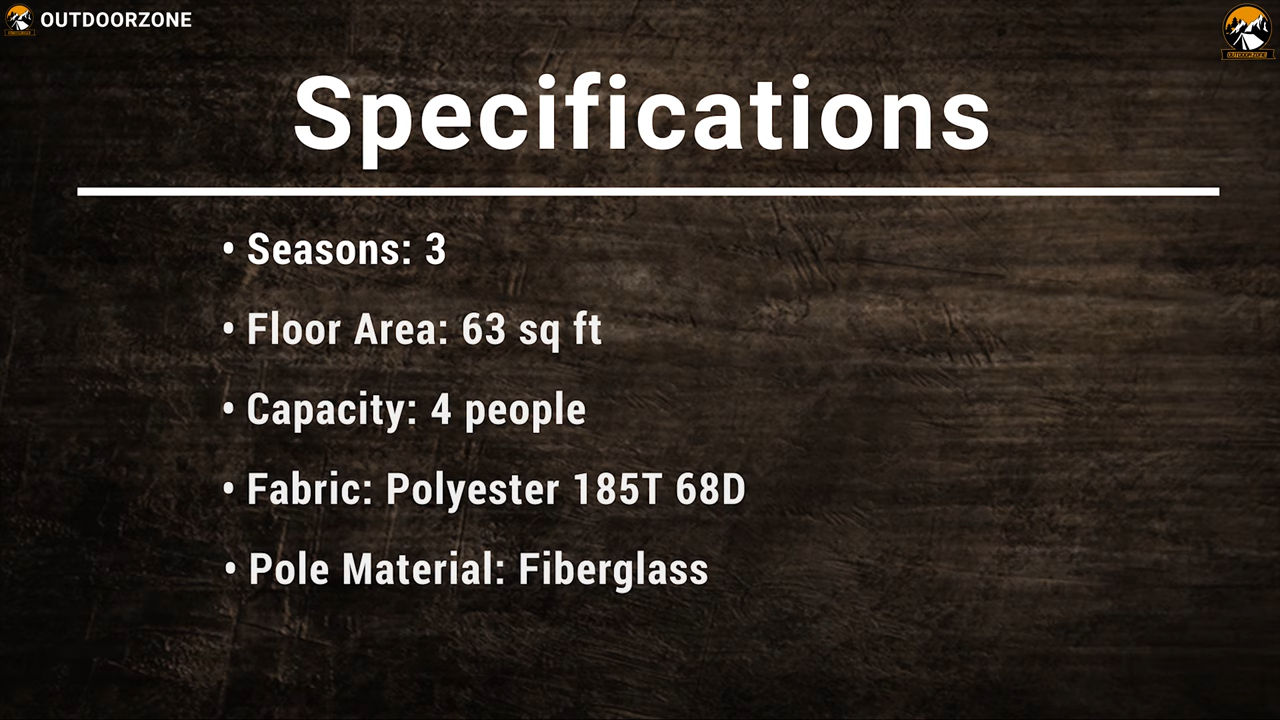 OUTDOORZONE
OUTDOORZONE
Specifications
• Seasons: 3
• Floor Area: 63 sq ft
• Capacity: 4 people
• Fabric: Polyester 185T 68D
• Pole Material: Fiberglass